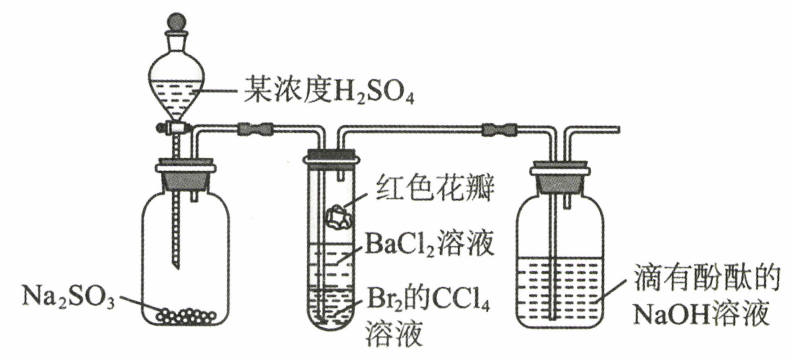 某浓度H₂SO₄
红色花瓣
BaCl₂溶液
Na₂SO₃
Br₂的CCl₄
溶液
滴有酚酞的
NaOH溶液